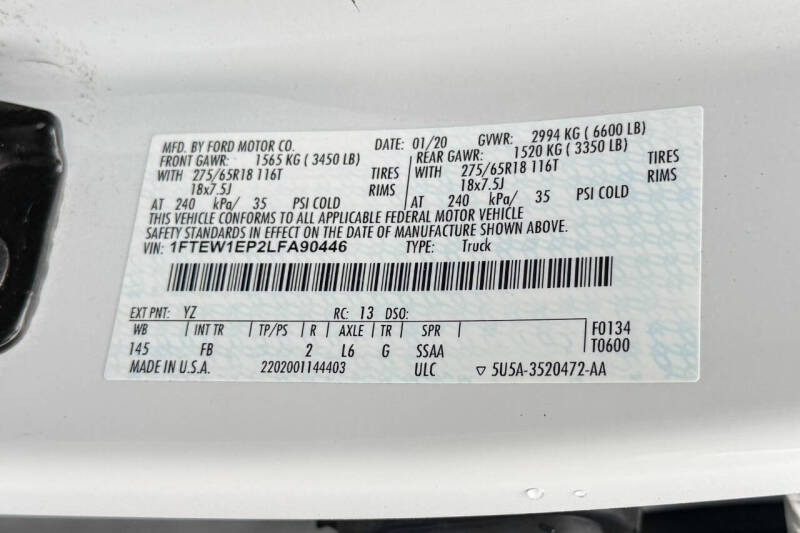 MFD. BY FORD MOTOR CO. DATE: 01/20 GVWR: 2994 KG ( 6600 LB)
FRONT GAWR: 1565 KG ( 3450 LB) REAR GAWR: 1520 KG ( 3350 LB)
WITH 275/65R18 116T TIRES WITH 275/65R18 116T TIRES
18x7.5J RIMS 18x7.5J RIMS
AT 240 kPa/ 35 PSI COLD AT 240 kPa/ 35 PSI COLD
THIS VEHICLE CONFORMS TO ALL APPLICABLE FEDERAL MOTOR VEHICLE
SAFETY STANDARDS IN EFFECT ON THE DATE OF MANUFACTURE SHOWN ABOVE.
VIN: 1FTEW1EP2LFA90446 TYPE: Truck
EXT PNT: YZ RC: 13 DSO:
WB INT TR TP/PS R AXLE TR SPR F0134
145 FB 2 L6 G SSAA T0600
MADE IN U.S.A. 2202001144403 ULC ▽ 5U5A-3520472-AA